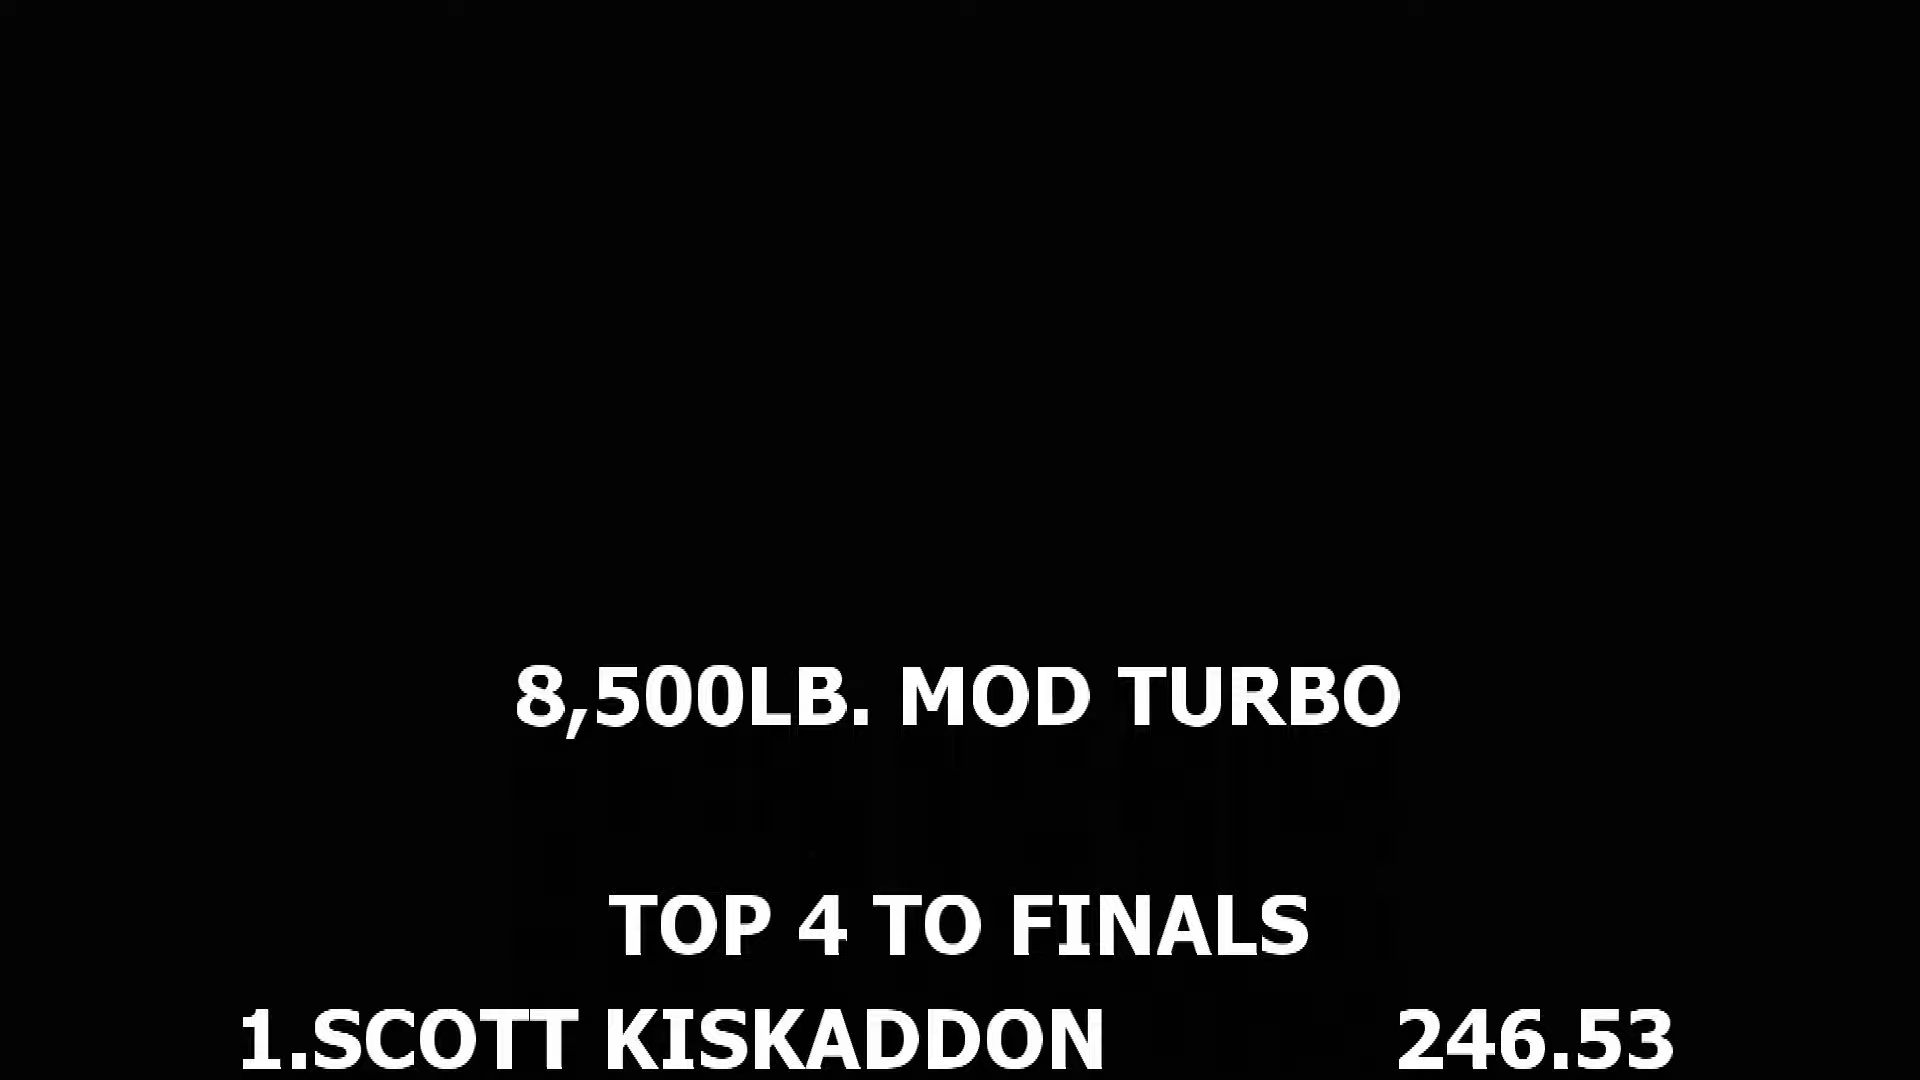 8,500LB. MOD TURBO
TOP 4 TO FINALS
1.SCOTT KISKADDON 246.53